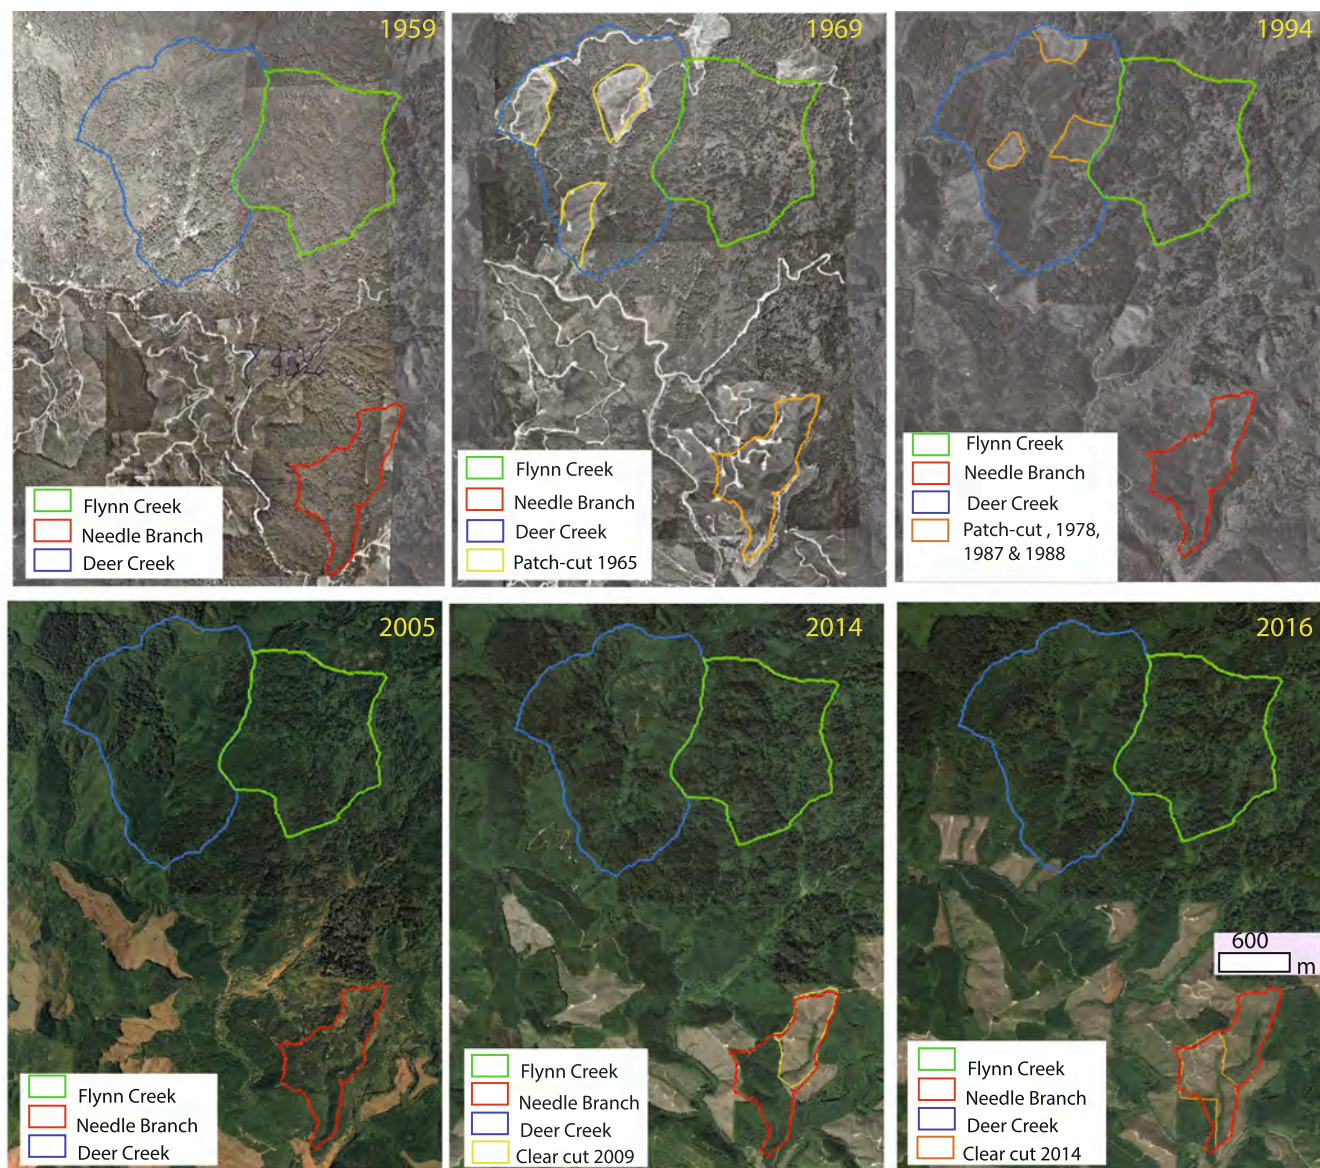 1959
Flynn Creek
Needle Branch
Deer Creek
1969
Flynn Creek
Needle Branch
Deer Creek
Patch-cut 1965
1994
Flynn Creek
Needle Branch
Deer Creek
Patch-cut , 1978,
1987 & 1988
2005
Flynn Creek
Needle Branch
Deer Creek
2014
Flynn Creek
Needle Branch
Deer Creek
Clear cut 2009
2016
600
m
Flynn Creek
Needle Branch
Deer Creek
Clear cut 2014